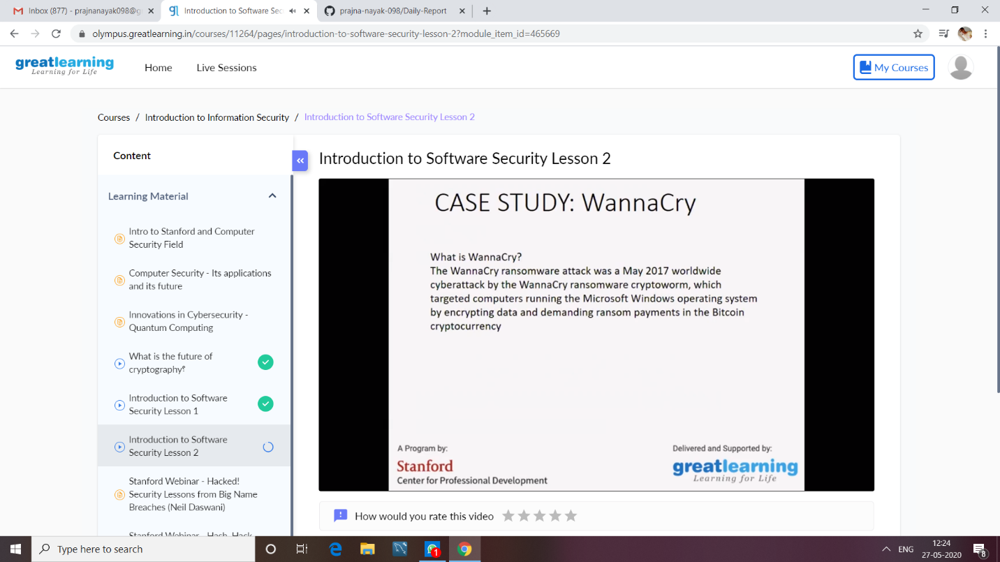 Inbox (877) - prajnanayak098@g
Introduction to Software Sec
prajna-nayak-098/Daily-Report
olympus.greatlearning.in/courses/11264/pages/introduction-to-software-security-lesson-2?module_item_id=465669
greatlearning
Learning for Life
Home
Live Sessions
My Courses
Courses / Introduction to Information Security / Introduction to Software Security Lesson 2
Content
Learning Material
Intro to Stanford and Computer
Security Field
Computer Security - Its applications
and its future
Innovations in Cybersecurity -
Quantum Computing
What is the future of
cryptography?
Introduction to Software
Security Lesson 1
Introduction to Software
Security Lesson 2
Stanford Webinar - Hacked!
Security Lessons from Big Name
Breaches (Neil Daswani)
Stanford Webinar - Hash, Hack,
Introduction to Software Security Lesson 2
CASE STUDY: WannaCry
What is WannaCry?
The WannaCry ransomware attack was a May 2017 worldwide
cyberattack by the WannaCry ransomware cryptoworm, which
targeted computers running the Microsoft Windows operating system
by encrypting data and demanding ransom payments in the Bitcoin
cryptocurrency
A Program by:
Stanford
Center for Professional Development
Delivered and Supported by:
greatlearning
Learning for Life
How would you rate this video
Type here to search
1
ENG
12:24
27-05-2020
8